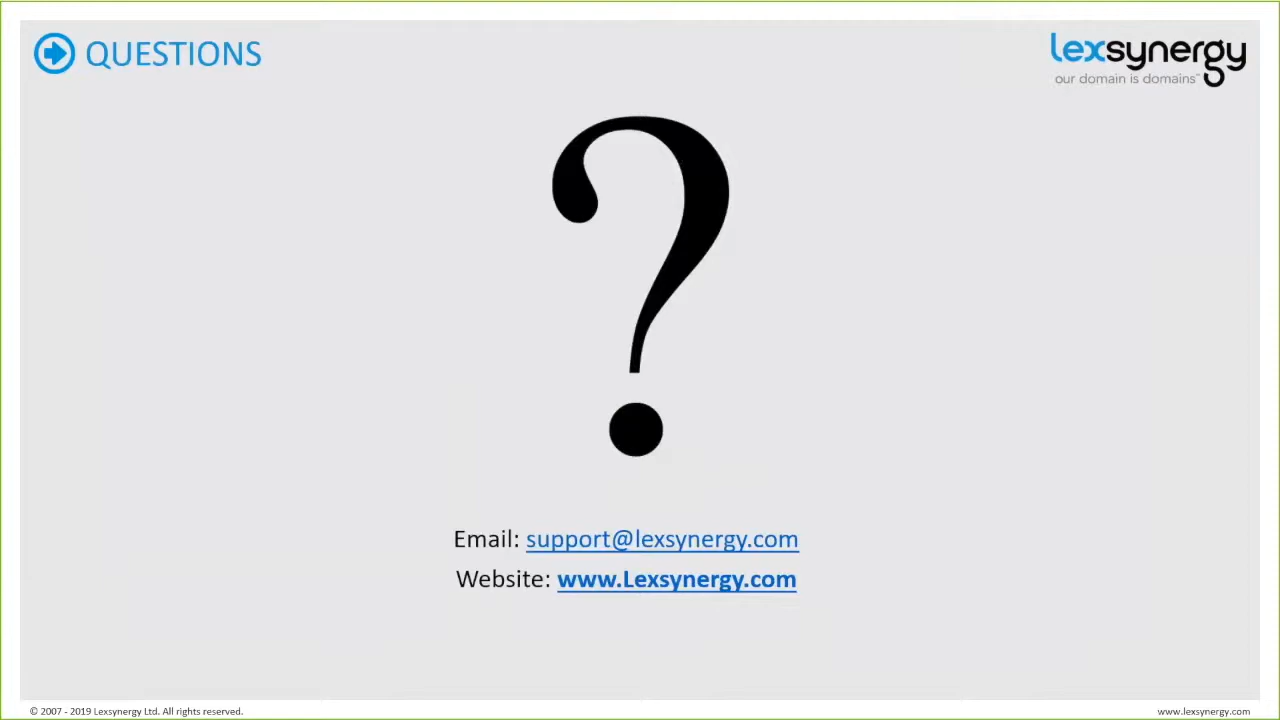 QUESTIONS
lexsynergy
our domain is domains™
?
Email: support@lexsynergy.com
Website: www.Lexsynergy.com
© 2007 - 2019 Lexsynergy Ltd. All rights reserved.
www.lexsynergy.com